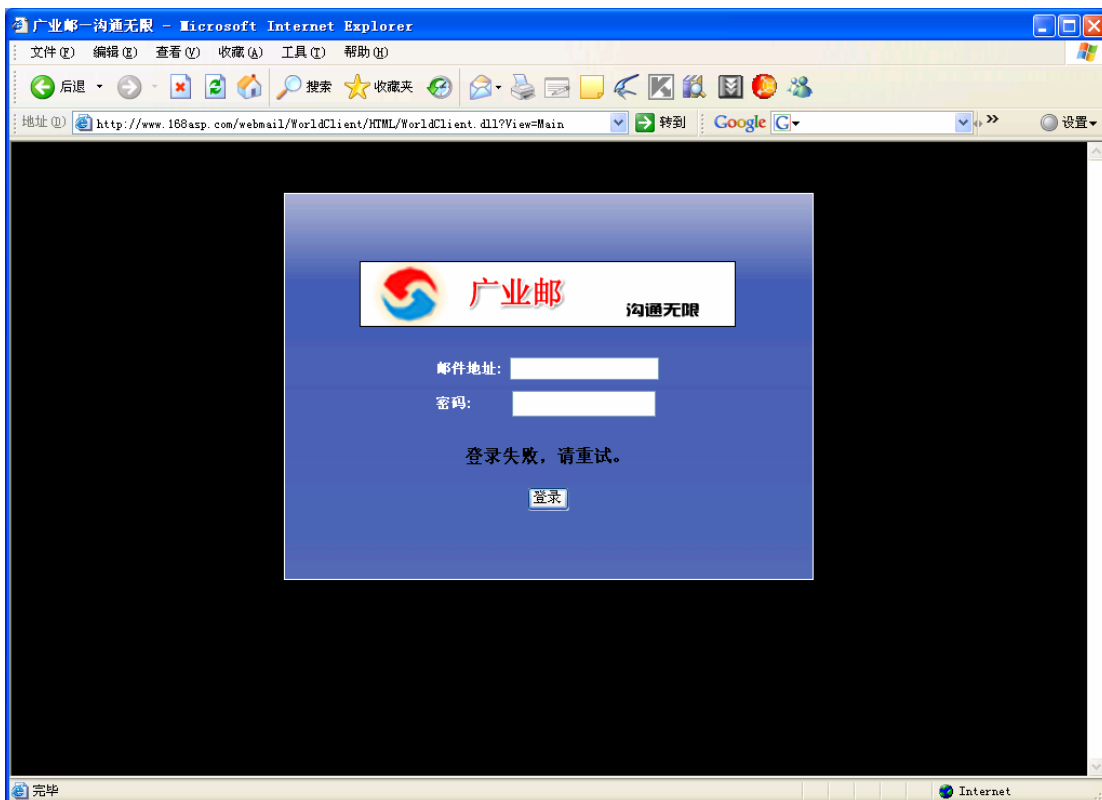 广业邮—沟通无限 - Microsoft Internet Explorer
文件(F) 编辑(E) 查看(V) 收藏(A) 工具(T) 帮助(H)
后退 搜索 收藏夹
地址(D) http://www.168asp.com/webmail/WorldClient/HTML/WorldClient.dll?View=Main 转到 Google G 设置
广业邮 沟通无限
邮件地址:
密码:
登录失败，请重试。
登录
完毕 Internet